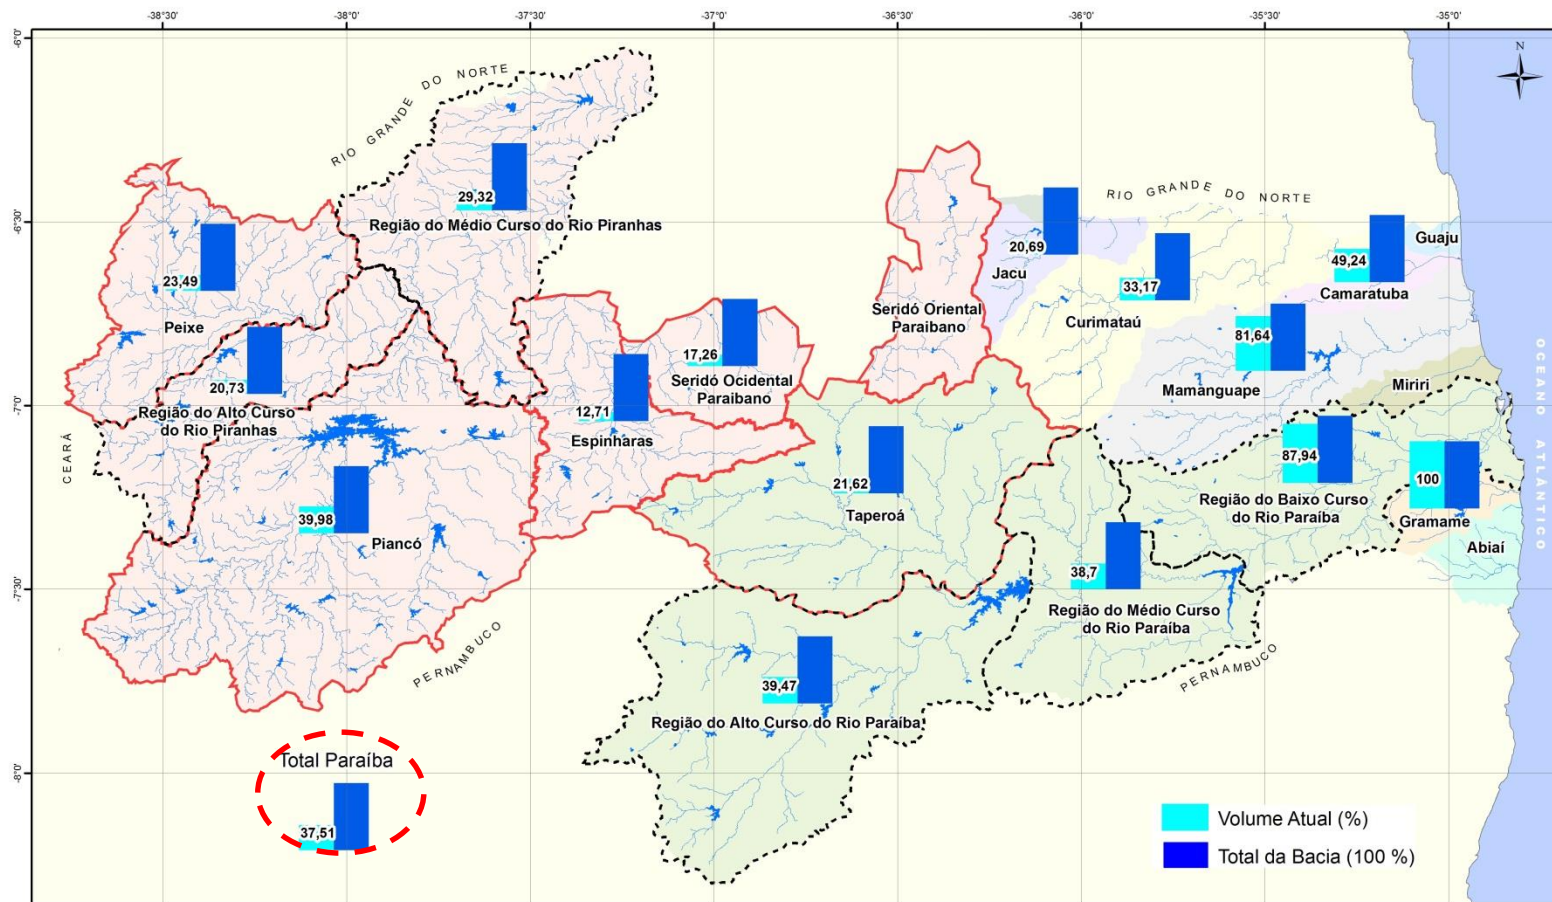 -38°30'
-38°0'
-37°30'
-37°0'
-36°30'
-36°0'
-35°30'
-35°0'
-6°0'
N
RIO GRANDE DO NORTE
29,32
Região do Médio Curso do Rio Piranhas
RIO GRANDE DO NORTE
-6°30'
20,69
Jacu
33,17
Curimataú
49,24
Guaju
Camaratuba
23,49
Peixe
Seridó Oriental
Paraibano
17,26
Seridó Ocidental
Paraibano
81,64
Mamanguape
Miriri
20,73
Região do Alto Curso
do Rio Piranhas
12,71
Espinharas
-7°0'
CEARÁ
OCEANO ATLÂNTICO
39,98
Piancó
21,62
Taperoá
87,94
Região do Baixo Curso
do Rio Paraíba
100
Gramame
Abiaí
-7°30'
38,7
Região do Médio Curso
do Rio Paraíba
PERNAMBUCO
PERNAMBUCO
39,47
Região do Alto Curso do Rio Paraíba
-8°0'
Total Paraíba
37,51
Volume Atual (%)
Total da Bacia (100 %)